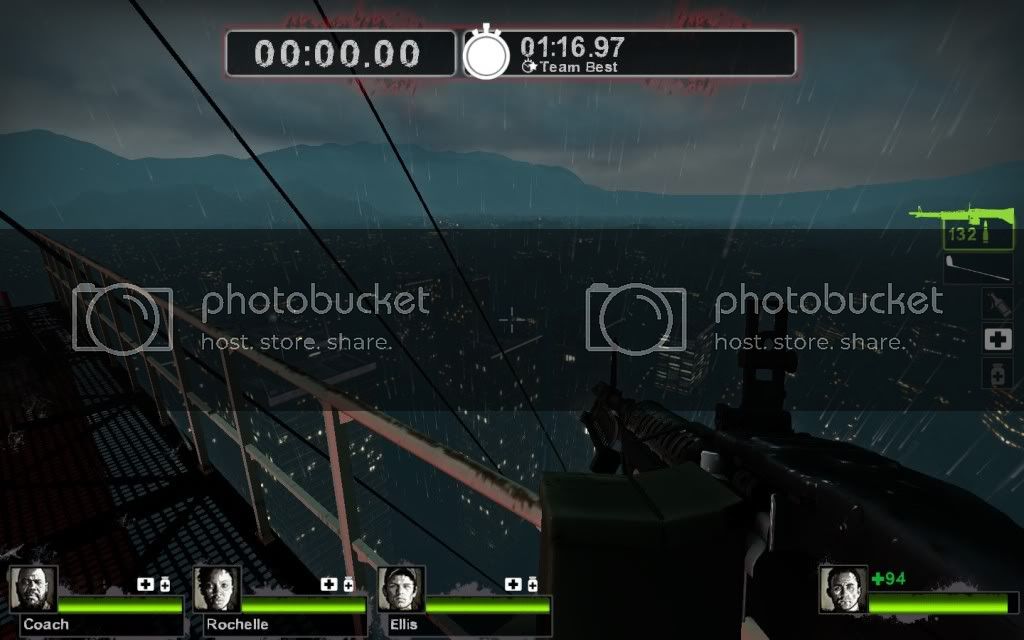 00:00.00
01:16.97
Team Best
132
photobucket
host. store. share.
photobucket
host. store. share.
+94
Coach
Rochelle
Ellis